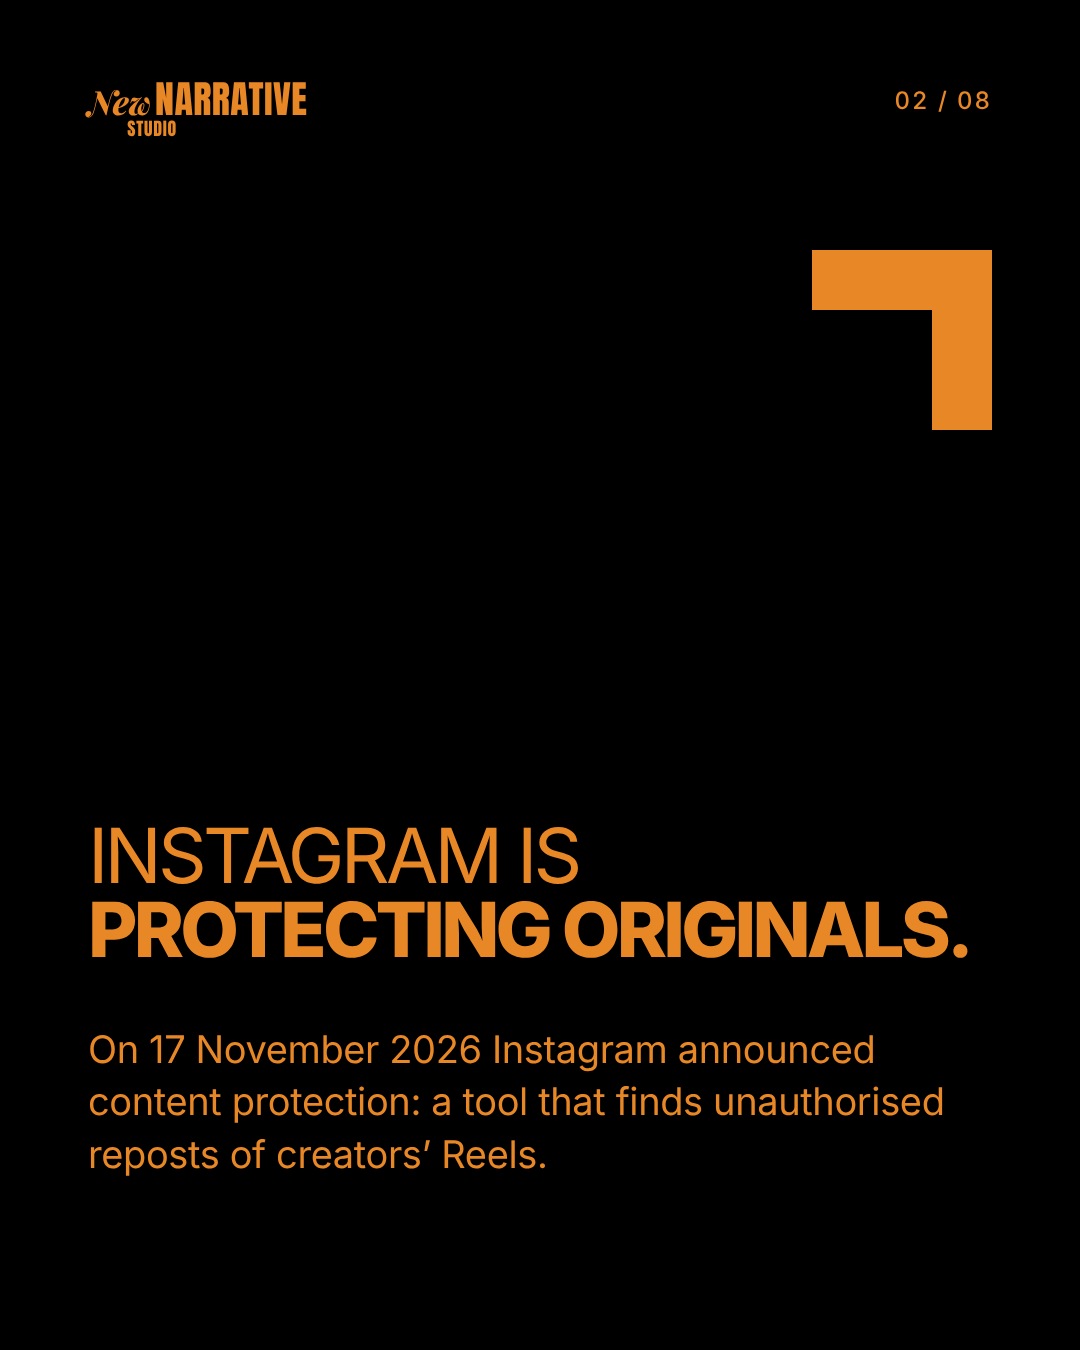 New NARRATIVE
STUDIO
02 / 08
INSTAGRAM IS
PROTECTING ORIGINALS.
On 17 November 2026 Instagram announced
content protection: a tool that finds unauthorised
reposts of creators’ Reels.